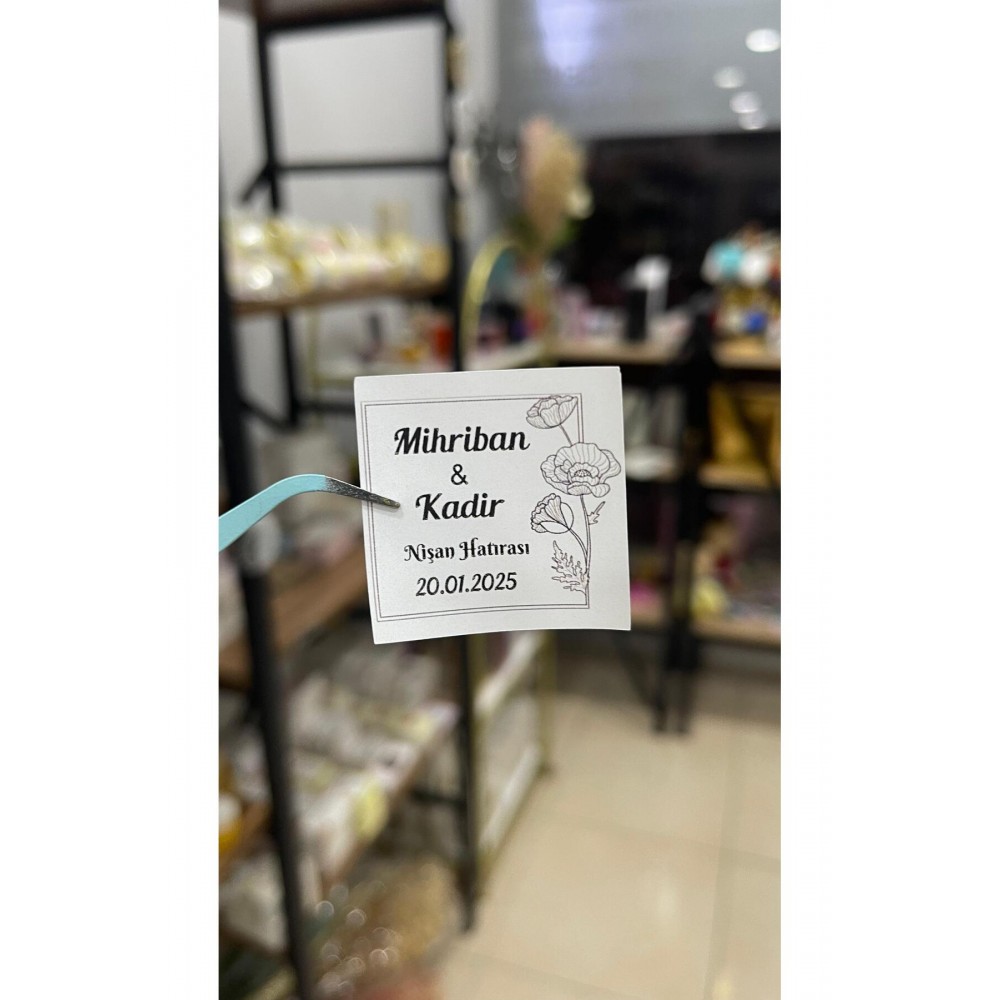 Mihriban
&
Kadir
Nişan Hatırası
20.01.2025